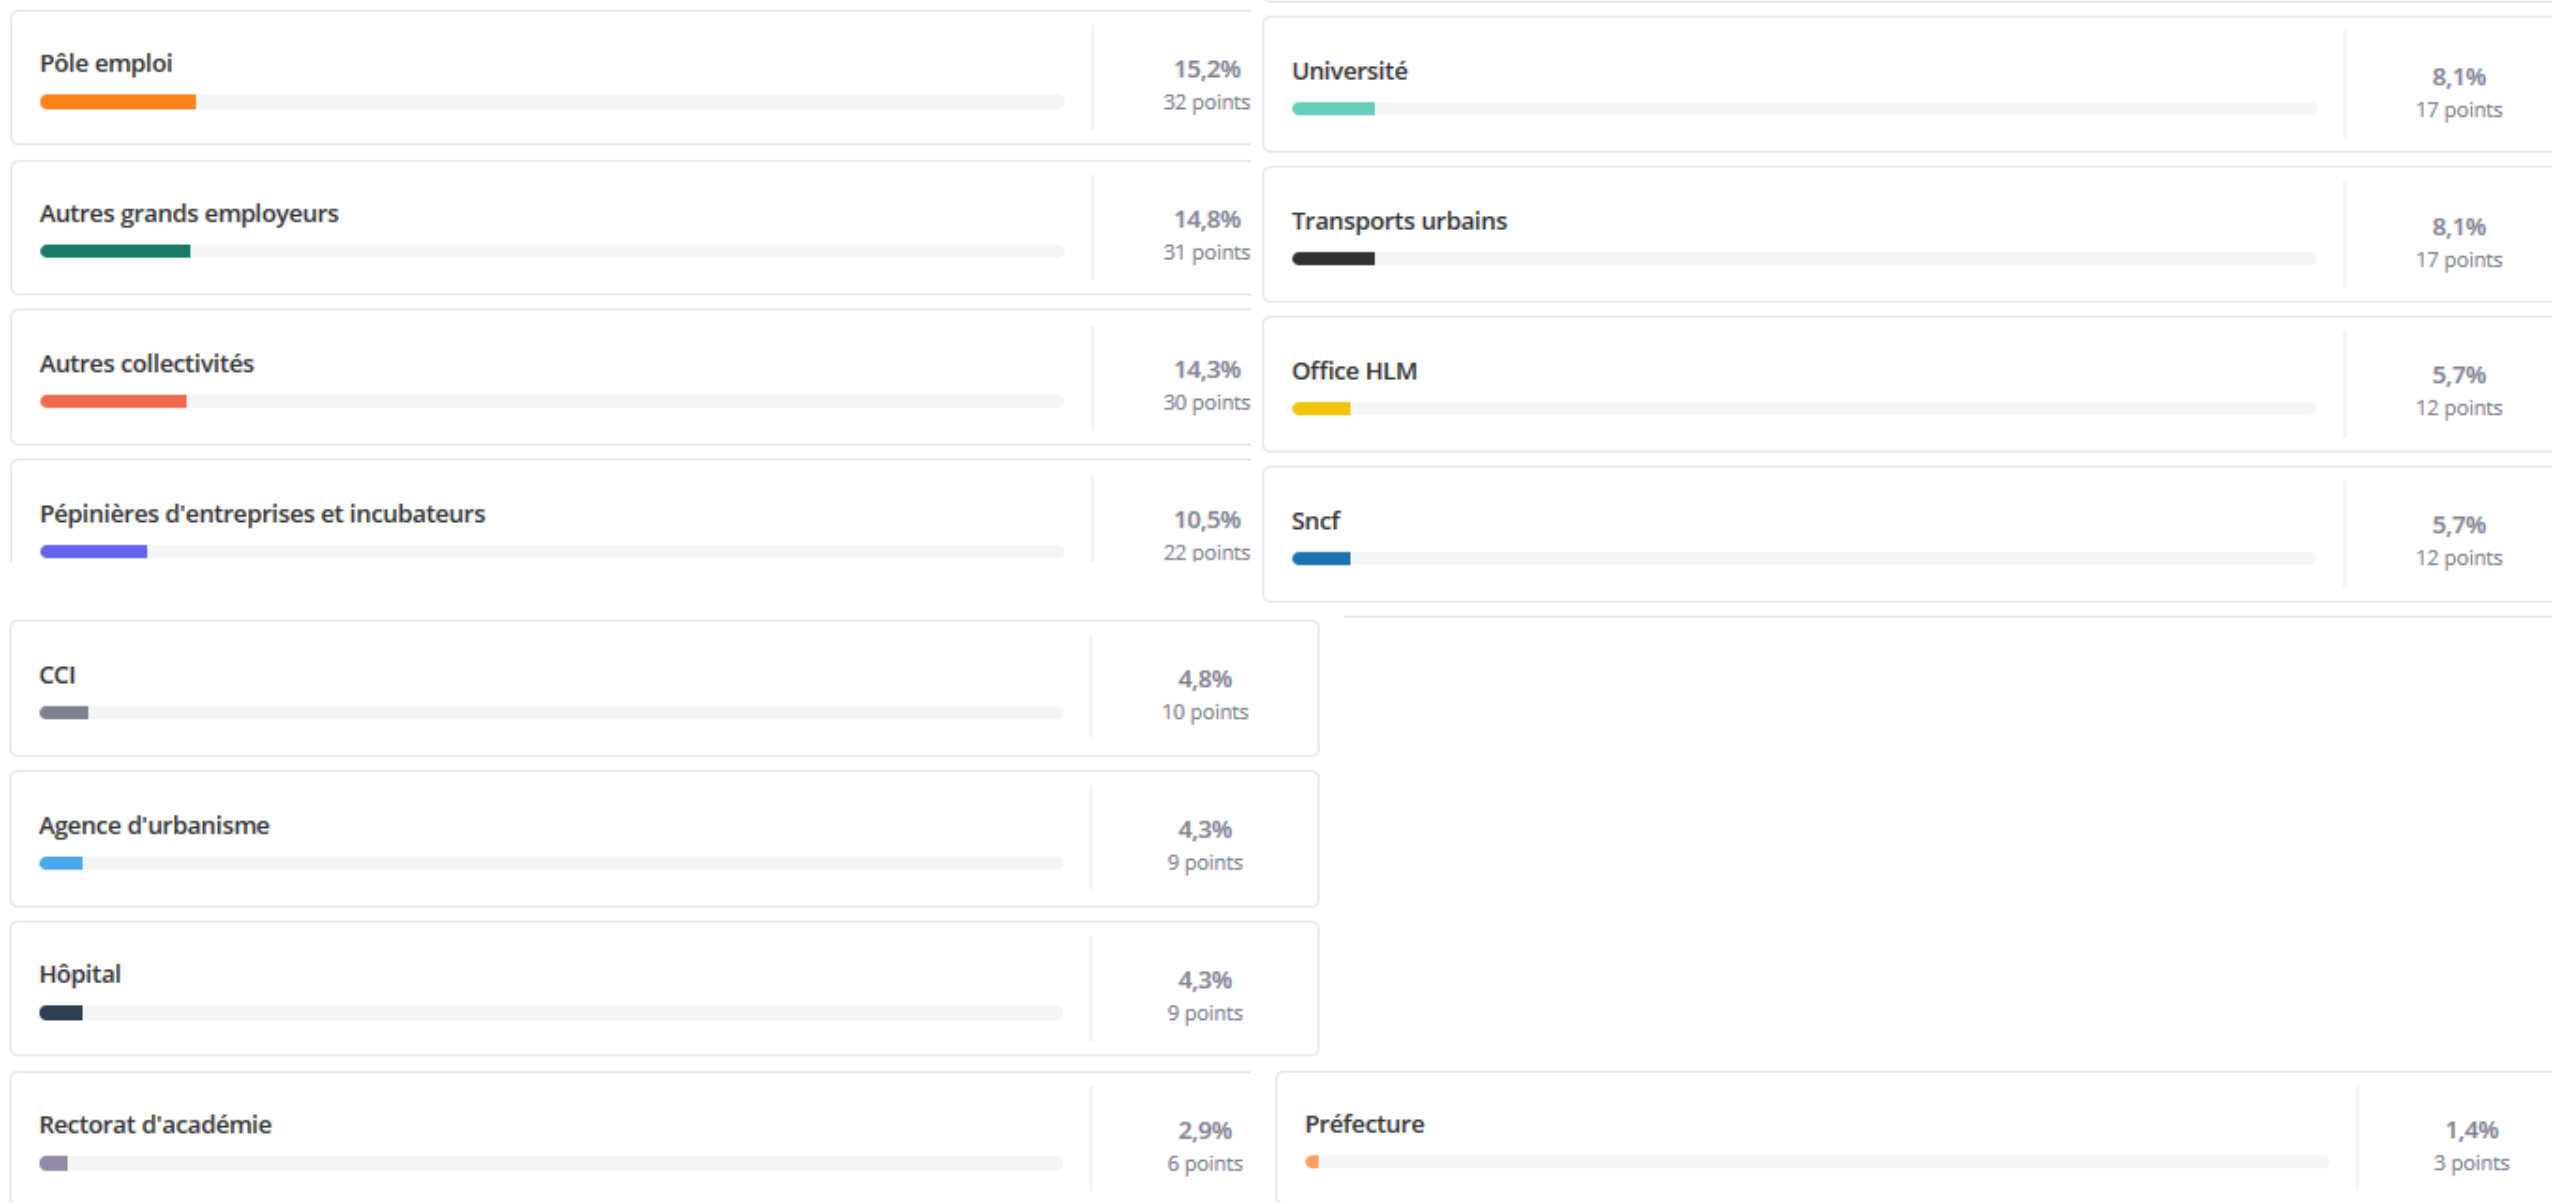 Pôle emploi
15,2%
32 points
Autres grands employeurs
14,8%
31 points
Autres collectivités
14,3%
30 points
Pépinières d'entreprises et incubateurs
10,5%
22 points
Université
8,1%
17 points
Transports urbains
8,1%
17 points
Office HLM
5,7%
12 points
Sncf
5,7%
12 points
CCI
4,8%
10 points
Agence d'urbanisme
4,3%
9 points
Hôpital
4,3%
9 points
Rectorat d'académie
2,9%
6 points
Préfecture
1,4%
3 points